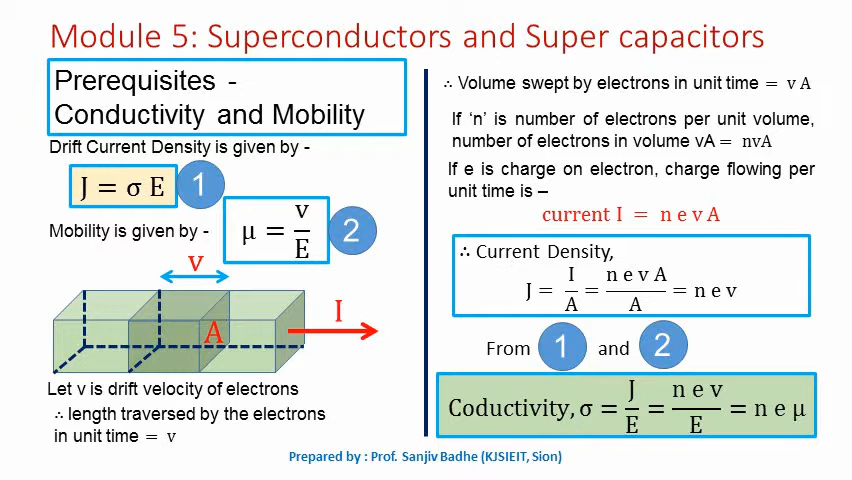 Module 5: Superconductors and Super capacitors
Prerequisites -
Conductivity and Mobility
Drift Current Density is given by -
J = σ E
1
Mobility is given by -
μ = v/E
2
v
A
I
Let v is drift velocity of electrons
∴ length traversed by the electrons
in unit time = v
∴ Volume swept by electrons in unit time = v A
If ‘n’ is number of electrons per unit volume,
number of electrons in volume vA = nvA
If e is charge on electron, charge flowing per
unit time is –
current I = n e v A
∴ Current Density,
J = I/A = n e v A/A = n e v
From 1 and 2
Coductivity, σ = J/E = n e v/E = n e μ
Prepared by : Prof. Sanjiv Badhe (KJSIEIT, Sion)